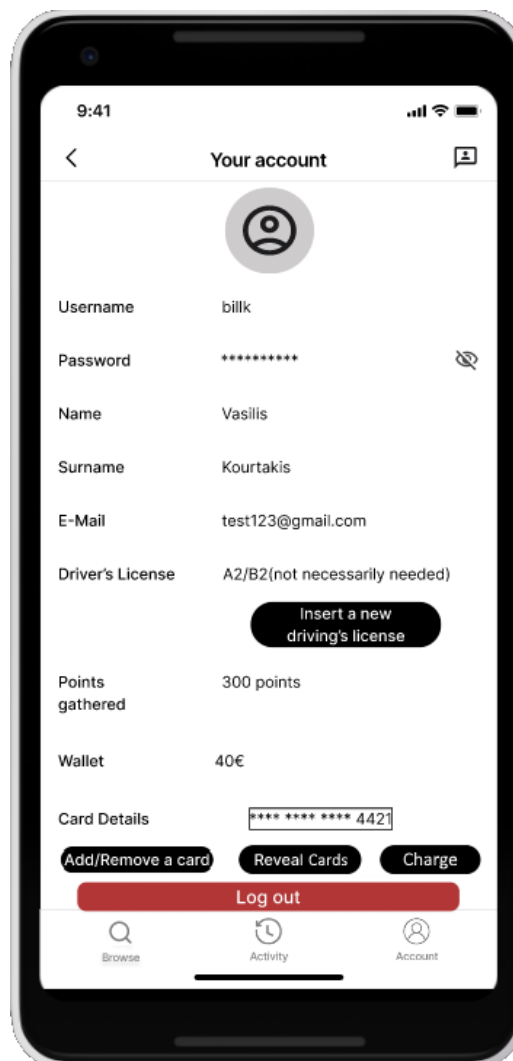 9:41
Your account
Username billk
Password **********
Name Vasilis
Surname Kourtakis
E-Mail test123@gmail.com
Driver's License A2/B2(not necessarily needed)
Insert a new
driving's license
Points 300 points
gathered
Wallet 40€
Card Details **** **** **** 4421
Add/Remove a card Reveal Cards Charge
Log out
Browse Activity Account